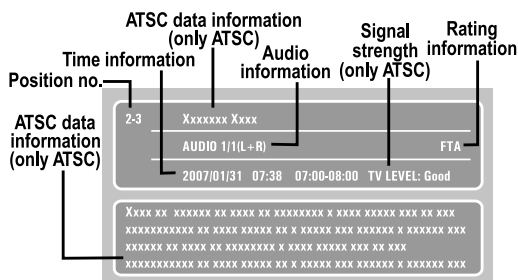 ATSC data information
(only ATSC)
Time information
Position no.
Audio
information
Signal
strength
(only ATSC)
Rating
information
ATSC data
information
(only ATSC)
2-3 Xxxxxxx Xxxx
AUDIO 1/1(L+R) FTA
2007/01/31 07:38 07:00-08:00 TV LEVEL: Good
Xxxx xx xxxxxx xx xxxx xx xxxxxxxx x xxxx xxxxx xxx xx xxx
xxxxxxxxxxx xx xxxx xxxxx xx x xxxxx xxx xxxxxx x xxxxxx xxx
xxxxxx xx xxxx xx xxxxxxxx x xxxx xxxxx xxx xx xxx
xxxxxxxxxxx xx xxxx xxxxx xx x xxxxx xxx xxxxxx x xxxxxx xxx